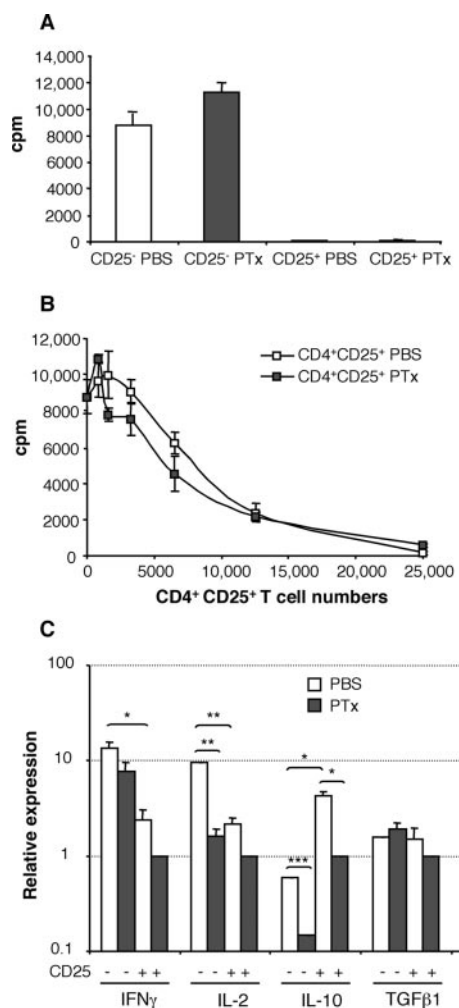 A
14,000
12,000
10,000
8000
6000
4000
2000
0
cpm
CD25⁻ PBS CD25⁻ PTx CD25⁺ PBS CD25⁺ PTx
B
12,000
10,000
8000
6000
4000
2000
0
cpm
CD4⁺CD25⁺ PBS
CD4⁺CD25⁺ PTx
0 5000 10,000 15,000 20,000 25,000
CD4⁺ CD25⁺ T cell numbers
C
100
10
1
0.1
Relative expression
PBS
PTx
* ** ** * * ***
CD25 - - + + - - + + - - + + - - + +
IFNγ IL-2 IL-10 TGFβ1